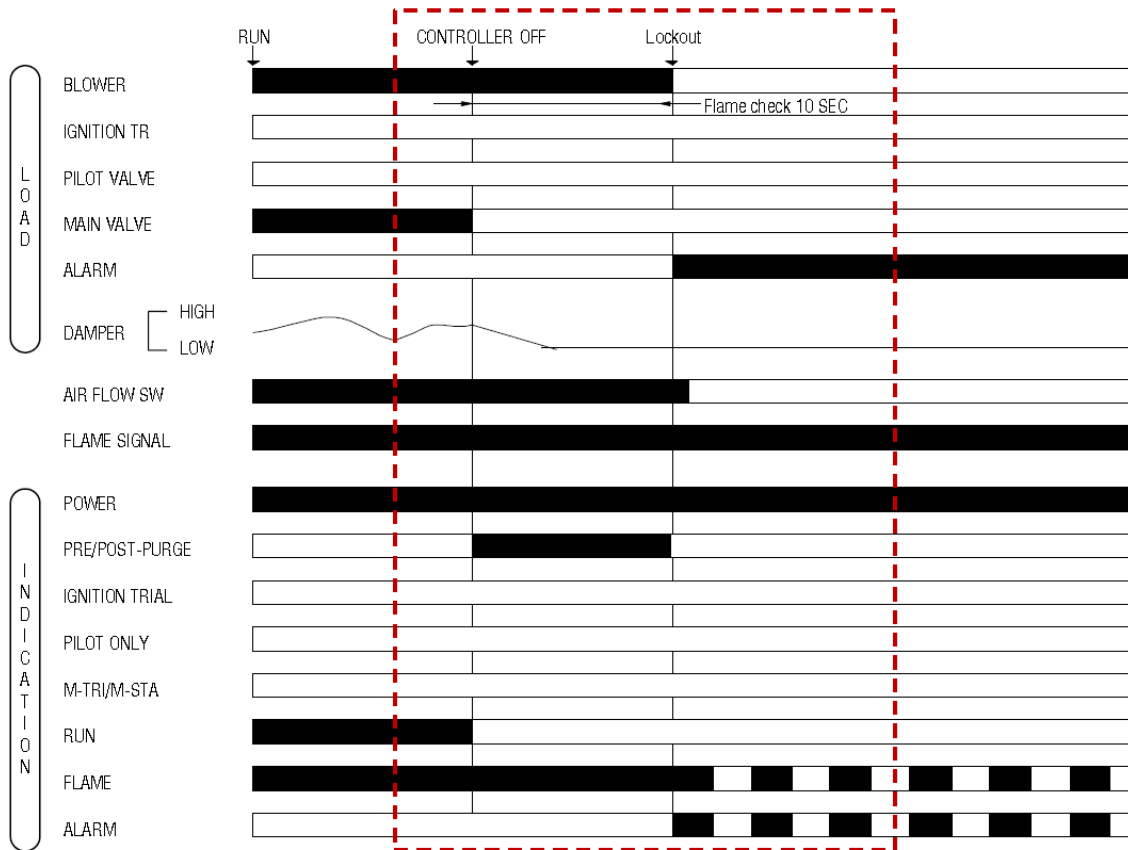 RUN CONTROLLER OFF Lockout
BLOWER
Flame check 10 SEC
IGNITION TR
PILOT VALVE
MAIN VALVE
ALARM
HIGH
DAMPER
LOW
AIR FLOW SW
FLAME SIGNAL
LOAD
POWER
PRE/POST-PURGE
IGNITION TRIAL
PILOT ONLY
M-TRI/M-STA
RUN
FLAME
ALARM
INDICATION